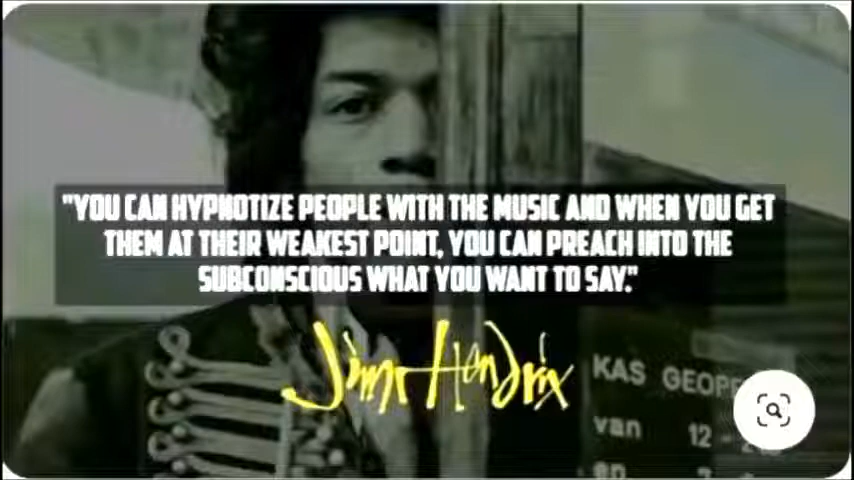 "YOU CAN HYPNOTIZE PEOPLE WITH THE MUSIC AND WHEN YOU GET
THEM AT THEIR WEAKEST POINT, YOU CAN PREACH INTO THE
SUBCONSCIOUS WHAT YOU WANT TO SAY."
Jimi Hendrix
KAS
van 12 -
en